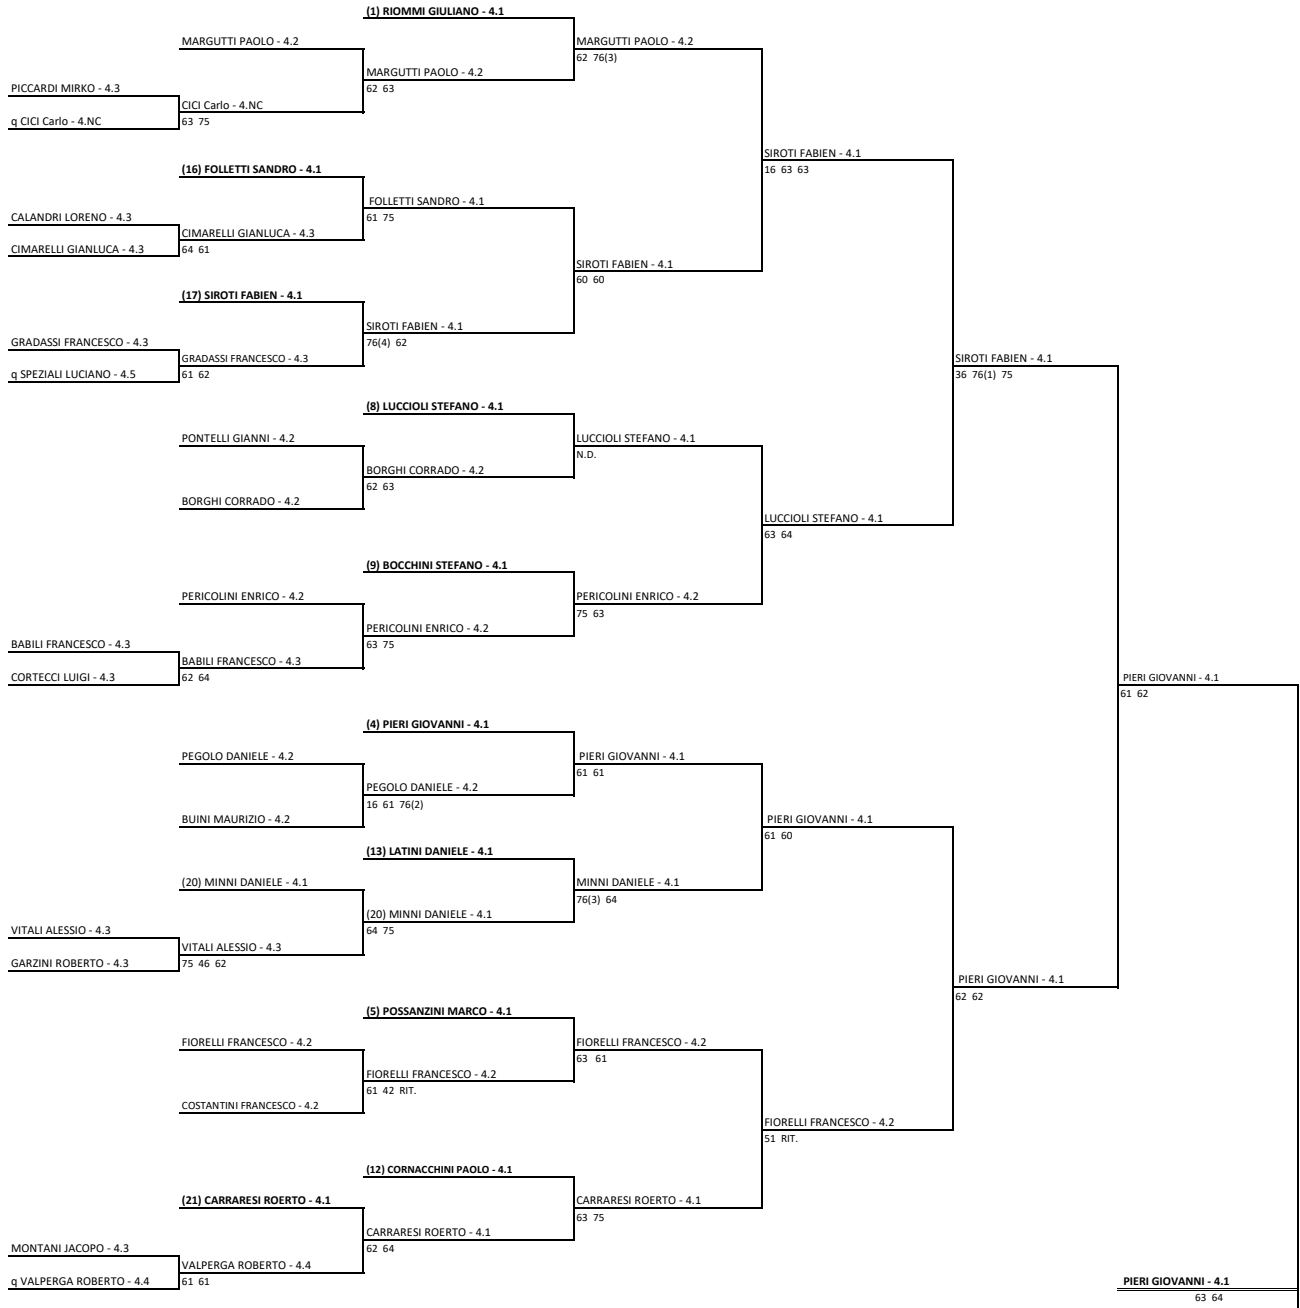 (1) RIOMMI GIULIANO - 4.1
MARGUTTI PAOLO - 4.2
MARGUTTI PAOLO - 4.2
62 76(3)
MARGUTTI PAOLO - 4.2
62 63
PICCARDI MIRKO - 4.3
CICI Carlo - 4.NC
q CICI Carlo - 4.NC
63 75
SIROTI FABIEN - 4.1
16 63 63
(16) FOLLETTI SANDRO - 4.1
FOLLETTI SANDRO - 4.1
61 75
CALANDRI LORENO - 4.3
CIMARELLI GIANLUCA - 4.3
CIMARELLI GIANLUCA - 4.3
64 61
SIROTI FABIEN - 4.1
60 60
(17) SIROTI FABIEN - 4.1
SIROTI FABIEN - 4.1
76(4) 62
GRADASSI FRANCESCO - 4.3
GRADASSI FRANCESCO - 4.3
q SPEZIALI LUCIANO - 4.5
61 62
SIROTI FABIEN - 4.1
36 76(1) 75
(8) LUCCIOLI STEFANO - 4.1
PONTELLI GIANNI - 4.2
LUCCIOLI STEFANO - 4.1
N.D.
BORGHI CORRADO - 4.2
62 63
BORGHI CORRADO - 4.2
LUCCIOLI STEFANO - 4.1
63 64
(9) BOCCHINI STEFANO - 4.1
PERICOLINI ENRICO - 4.2
PERICOLINI ENRICO - 4.2
75 63
PERICOLINI ENRICO - 4.2
63 75
BABILI FRANCESCO - 4.3
BABILI FRANCESCO - 4.3
CORTECCI LUIGI - 4.3
62 64
PIERI GIOVANNI - 4.1
61 62
(4) PIERI GIOVANNI - 4.1
PEGOLO DANIELE - 4.2
PIERI GIOVANNI - 4.1
61 61
PEGOLO DANIELE - 4.2
16 61 76(2)
BUINI MAURIZIO - 4.2
PIERI GIOVANNI - 4.1
61 60
(13) LATINI DANIELE - 4.1
(20) MINNI DANIELE - 4.1
MINNI DANIELE - 4.1
76(3) 64
(20) MINNI DANIELE - 4.1
64 75
VITALI ALESSIO - 4.3
VITALI ALESSIO - 4.3
GARZINI ROBERTO - 4.3
75 46 62
PIERI GIOVANNI - 4.1
62 62
(5) POSSANZINI MARCO - 4.1
FIORELLI FRANCESCO - 4.2
FIORELLI FRANCESCO - 4.2
63 61
FIORELLI FRANCESCO - 4.2
61 42 RIT.
COSTANTINI FRANCESCO - 4.2
FIORELLI FRANCESCO - 4.2
51 RIT.
(12) CORNACCHINI PAOLO - 4.1
(21) CARRARESI ROERTO - 4.1
CARRARESI ROERTO - 4.1
63 75
CARRARESI ROERTO - 4.1
62 64
MONTANI JACOPO - 4.3
VALPERGA ROBERTO - 4.4
q VALPERGA ROBERTO - 4.4
61 61
PIERI GIOVANNI - 4.1
63 64